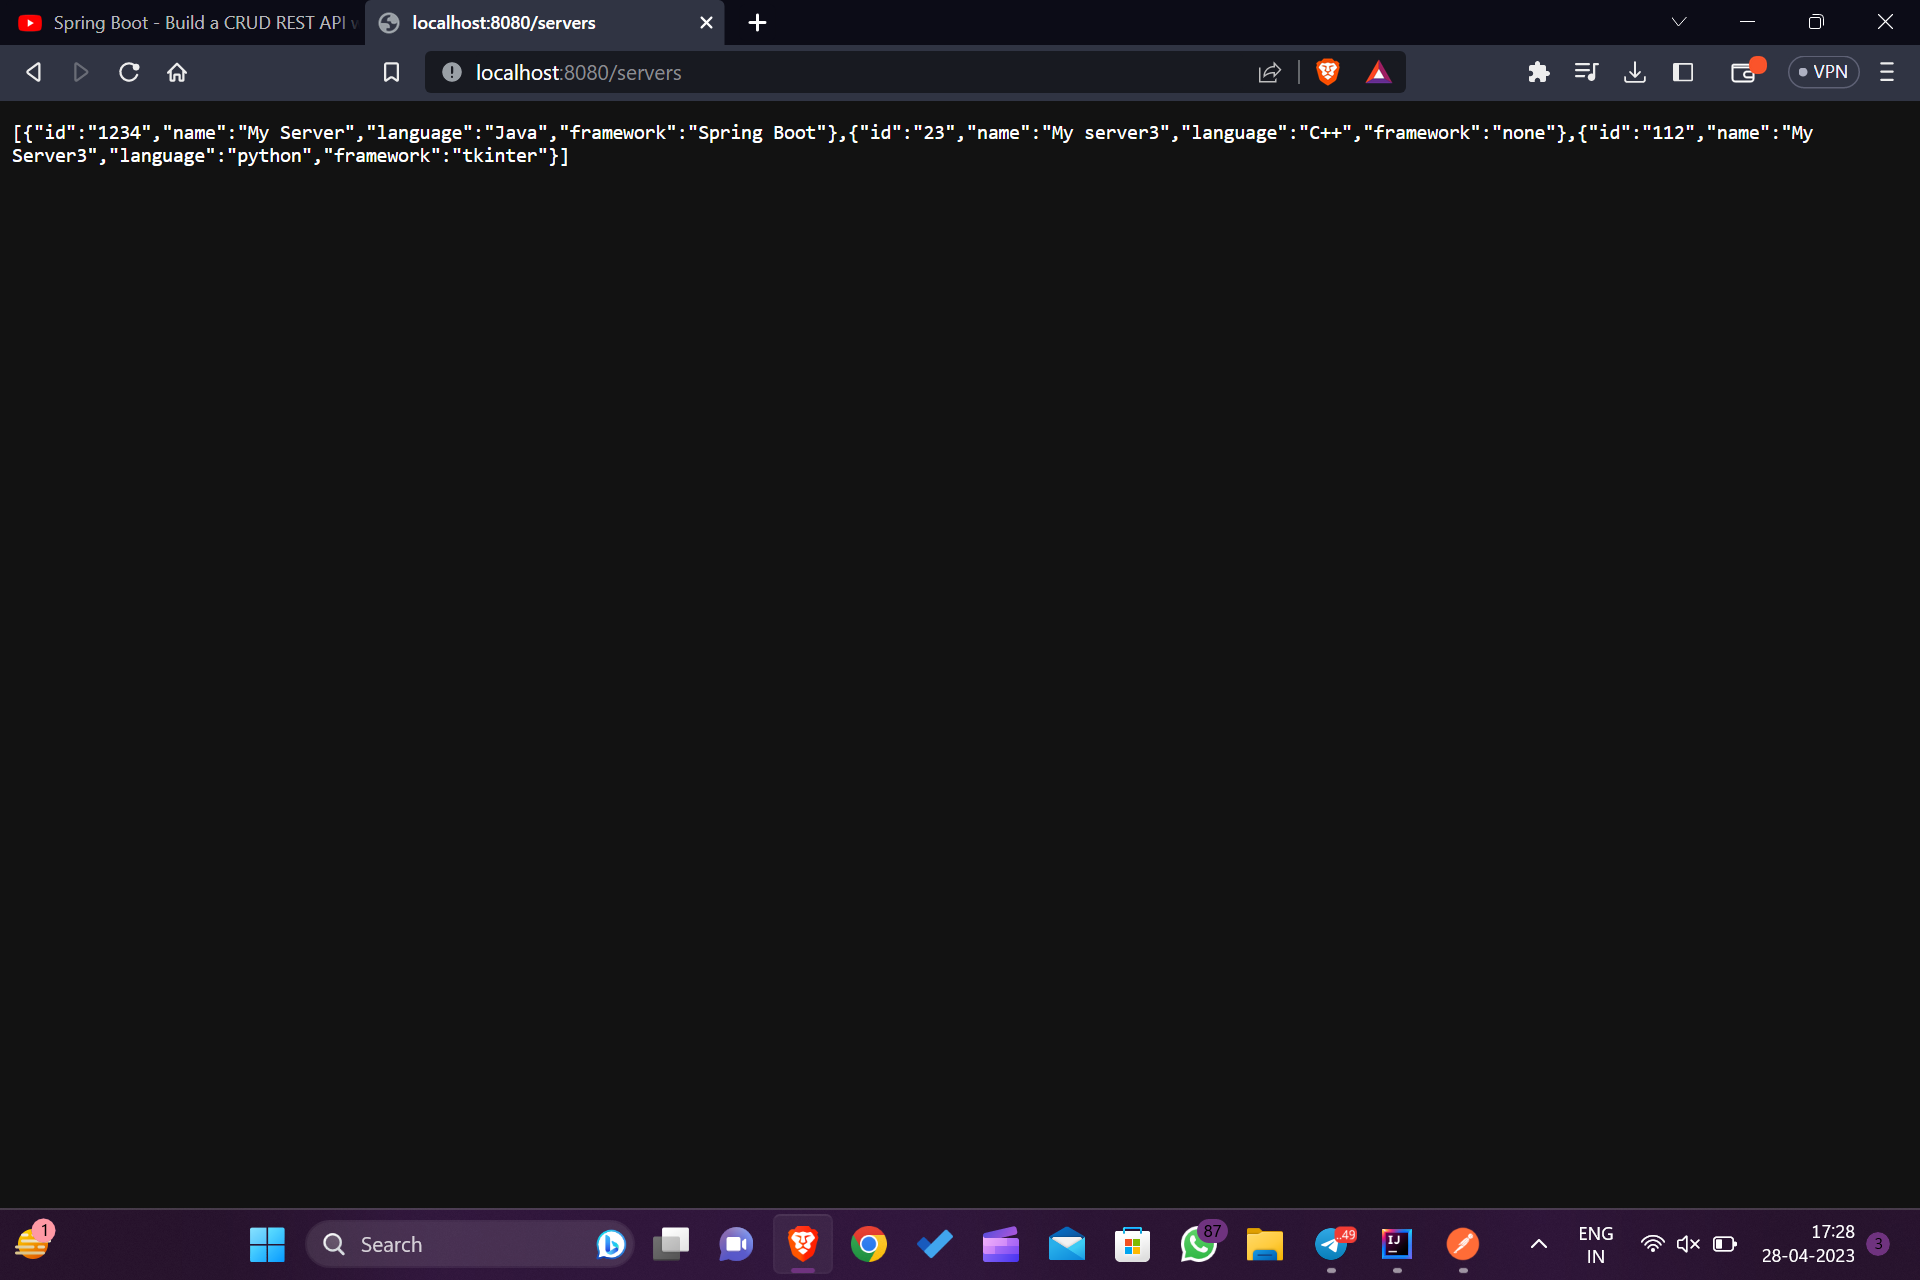 Spring Boot - Build a CRUD REST API
localhost:8080/servers
localhost:8080/servers
VPN
[{"id":"1234","name":"My Server","language":"Java","framework":"Spring Boot"},{"id":"23","name":"My server3","language":"C++","framework":"none"},{"id":"112","name":"My
Server3","language":"python","framework":"tkinter"}]
1
Search
87
..49
IJ
ENG
IN
17:28
28-04-2023
3